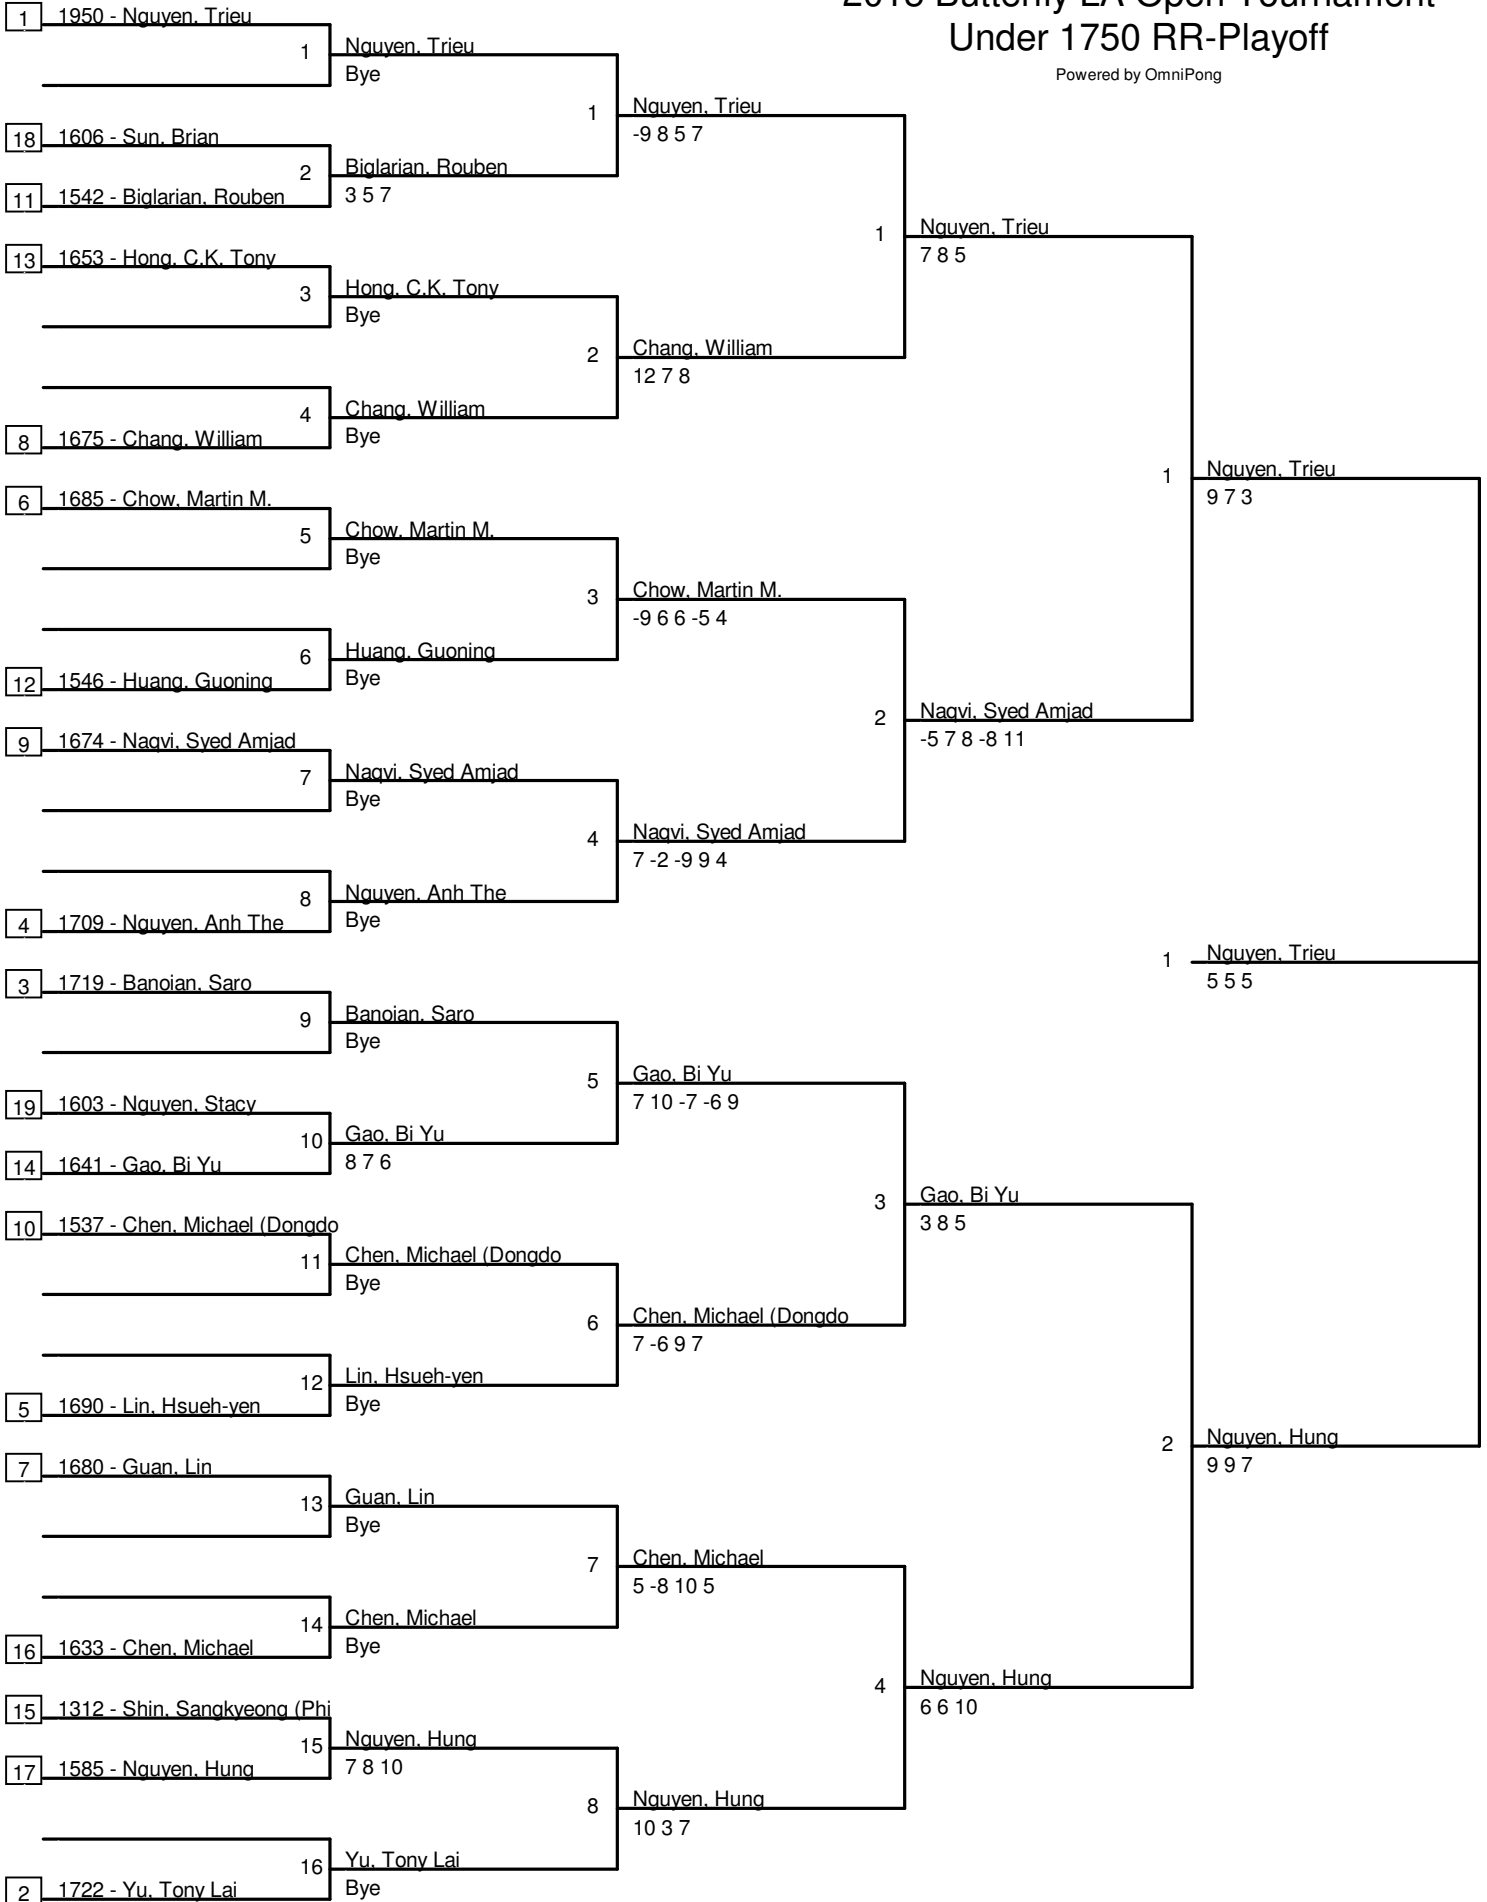 2018 Butterfly LA Open Tournament
Under 1750 RR-Playoff
Powered by OmniPong
1 1950 - Nguyen, Trieu
1 Nguyen, Trieu
Bye
1 Nguyen, Trieu
-9 8 5 7
18 1606 - Sun, Brian
2 Biglarian, Rouben
11 1542 - Biglarian, Rouben
3 5 7
1 Nguyen, Trieu
7 8 5
13 1653 - Hong, C.K. Tony
3 Hong, C.K. Tony
Bye
2 Chang, William
12 7 8
4 Chang, William
8 1675 - Chang, William
Bye
1 Nguyen, Trieu
9 7 3
6 1685 - Chow, Martin M.
5 Chow, Martin M.
Bye
3 Chow, Martin M.
-9 6 6 -5 4
6 Huang, Guoning
12 1546 - Huang, Guoning
Bye
2 Naqvi, Syed Amjad
-5 7 8 -8 11
9 1674 - Naqvi, Syed Amjad
7 Naqvi, Syed Amjad
Bye
4 Naqvi, Syed Amjad
7 -2 -9 9 4
8 Nguyen, Anh The
4 1709 - Nguyen, Anh The
Bye
1 Nguyen, Trieu
5 5 5
3 1719 - Banoian, Saro
9 Banoian, Saro
Bye
5 Gao, Bi Yu
7 10 -7 -6 9
19 1603 - Nguyen, Stacy
10 Gao, Bi Yu
14 1641 - Gao, Bi Yu
8 7 6
3 Gao, Bi Yu
3 8 5
10 1537 - Chen, Michael (Dongdo
11 Chen, Michael (Dongdo
Bye
6 Chen, Michael (Dongdo
7 -6 9 7
12 Lin, Hsueh-yen
5 1690 - Lin, Hsueh-yen
Bye
2 Nguyen, Hung
9 9 7
7 1680 - Guan, Lin
13 Guan, Lin
Bye
7 Chen, Michael
5 -8 10 5
14 Chen, Michael
16 1633 - Chen, Michael
Bye
4 Nguyen, Hung
6 6 10
15 1312 - Shin, Sangkyeong (Phi
15 Nguyen, Hung
17 1585 - Nguyen, Hung
7 8 10
8 Nguyen, Hung
10 3 7
16 Yu, Tony Lai
2 1722 - Yu, Tony Lai
Bye